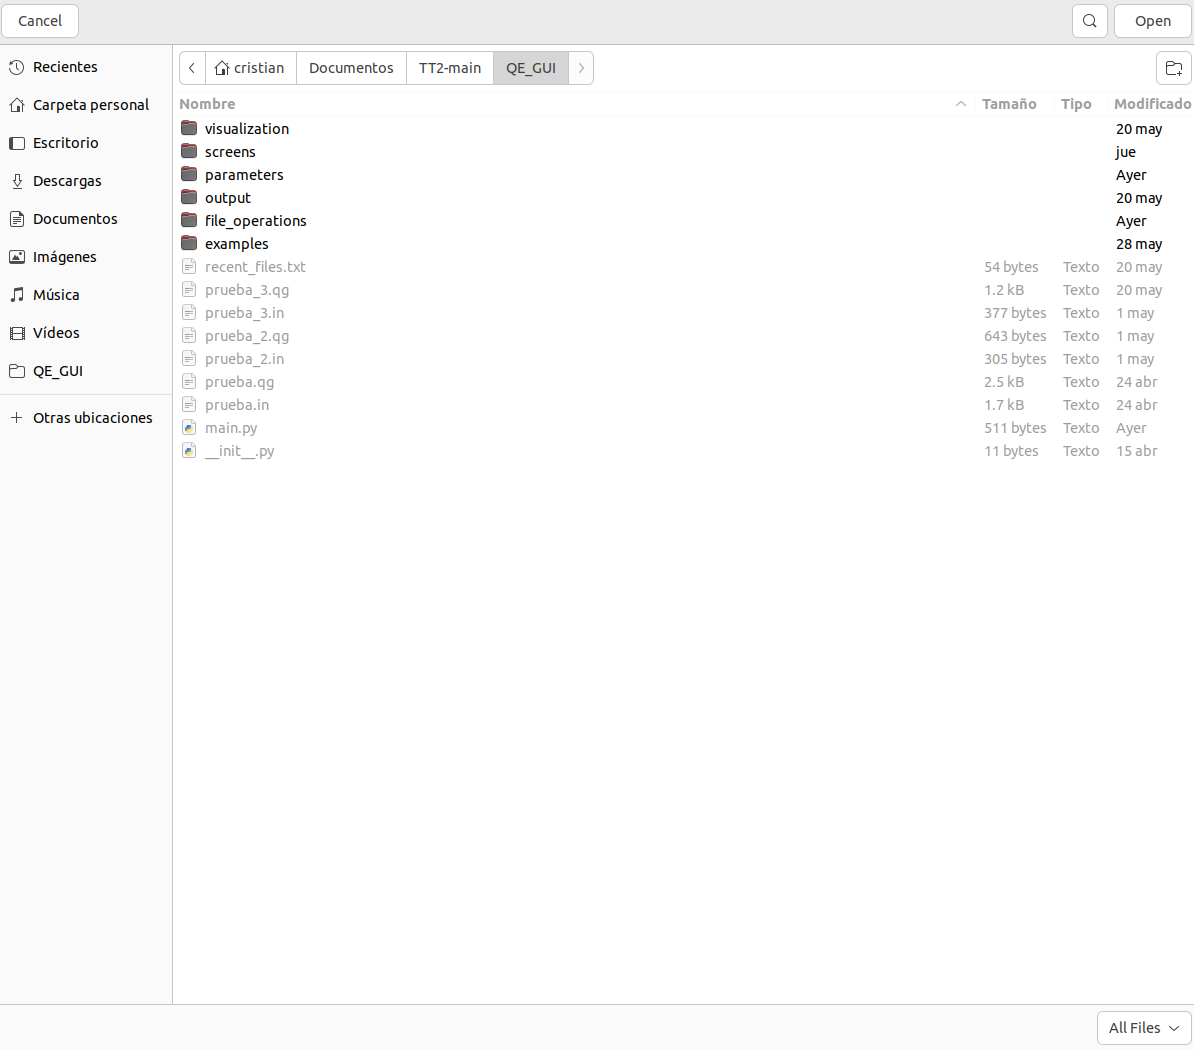 Cancel
Open
Recientes
Carpeta personal
Escritorio
Descargas
Documentos
Imágenes
Música
Vídeos
QE_GUI
Otras ubicaciones
cristian Documentos TT2-main QE_GUI
Nombre Tamaño Tipo Modificado
visualization 20 may
screens jue
parameters Ayer
output 20 may
file_operations Ayer
examples 28 may
recent_files.txt 54 bytes Texto 20 may
prueba_3.qg 1.2 kB Texto 20 may
prueba_3.in 377 bytes Texto 1 may
prueba_2.qg 643 bytes Texto 1 may
prueba_2.in 305 bytes Texto 1 may
prueba.qg 2.5 kB Texto 24 abr
prueba.in 1.7 kB Texto 24 abr
main.py 511 bytes Texto Ayer
__init__.py 11 bytes Texto 15 abr
All Files